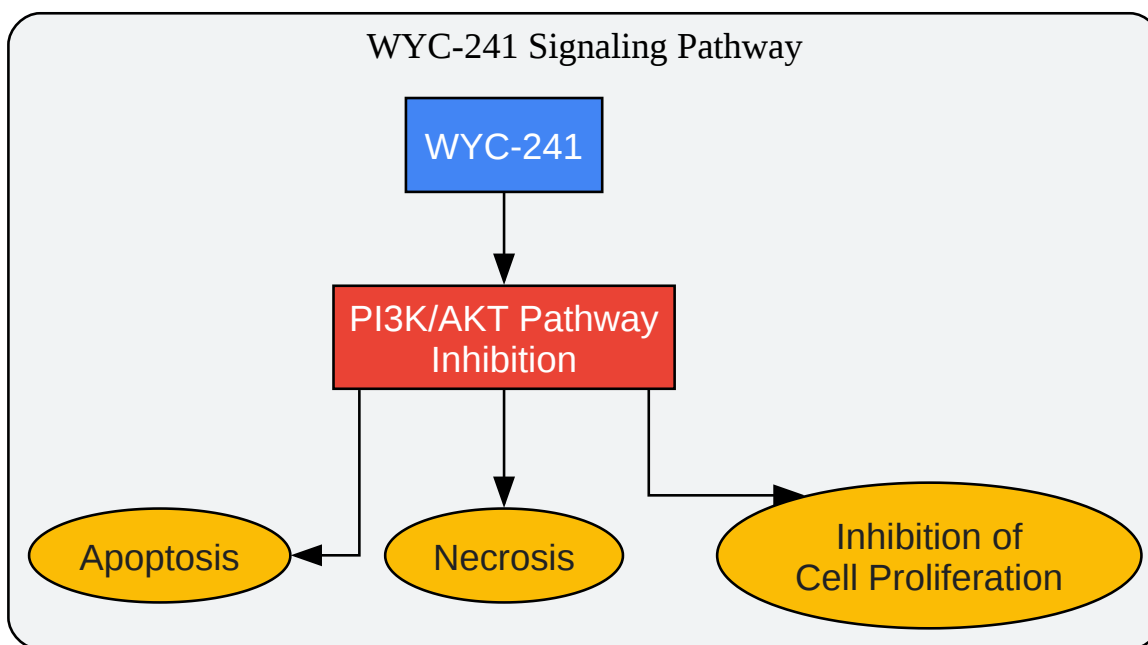 WYC-241 Signaling Pathway
WYC-241
PI3K/AKT Pathway
Inhibition
Apoptosis
Necrosis
Inhibition of
Cell Proliferation